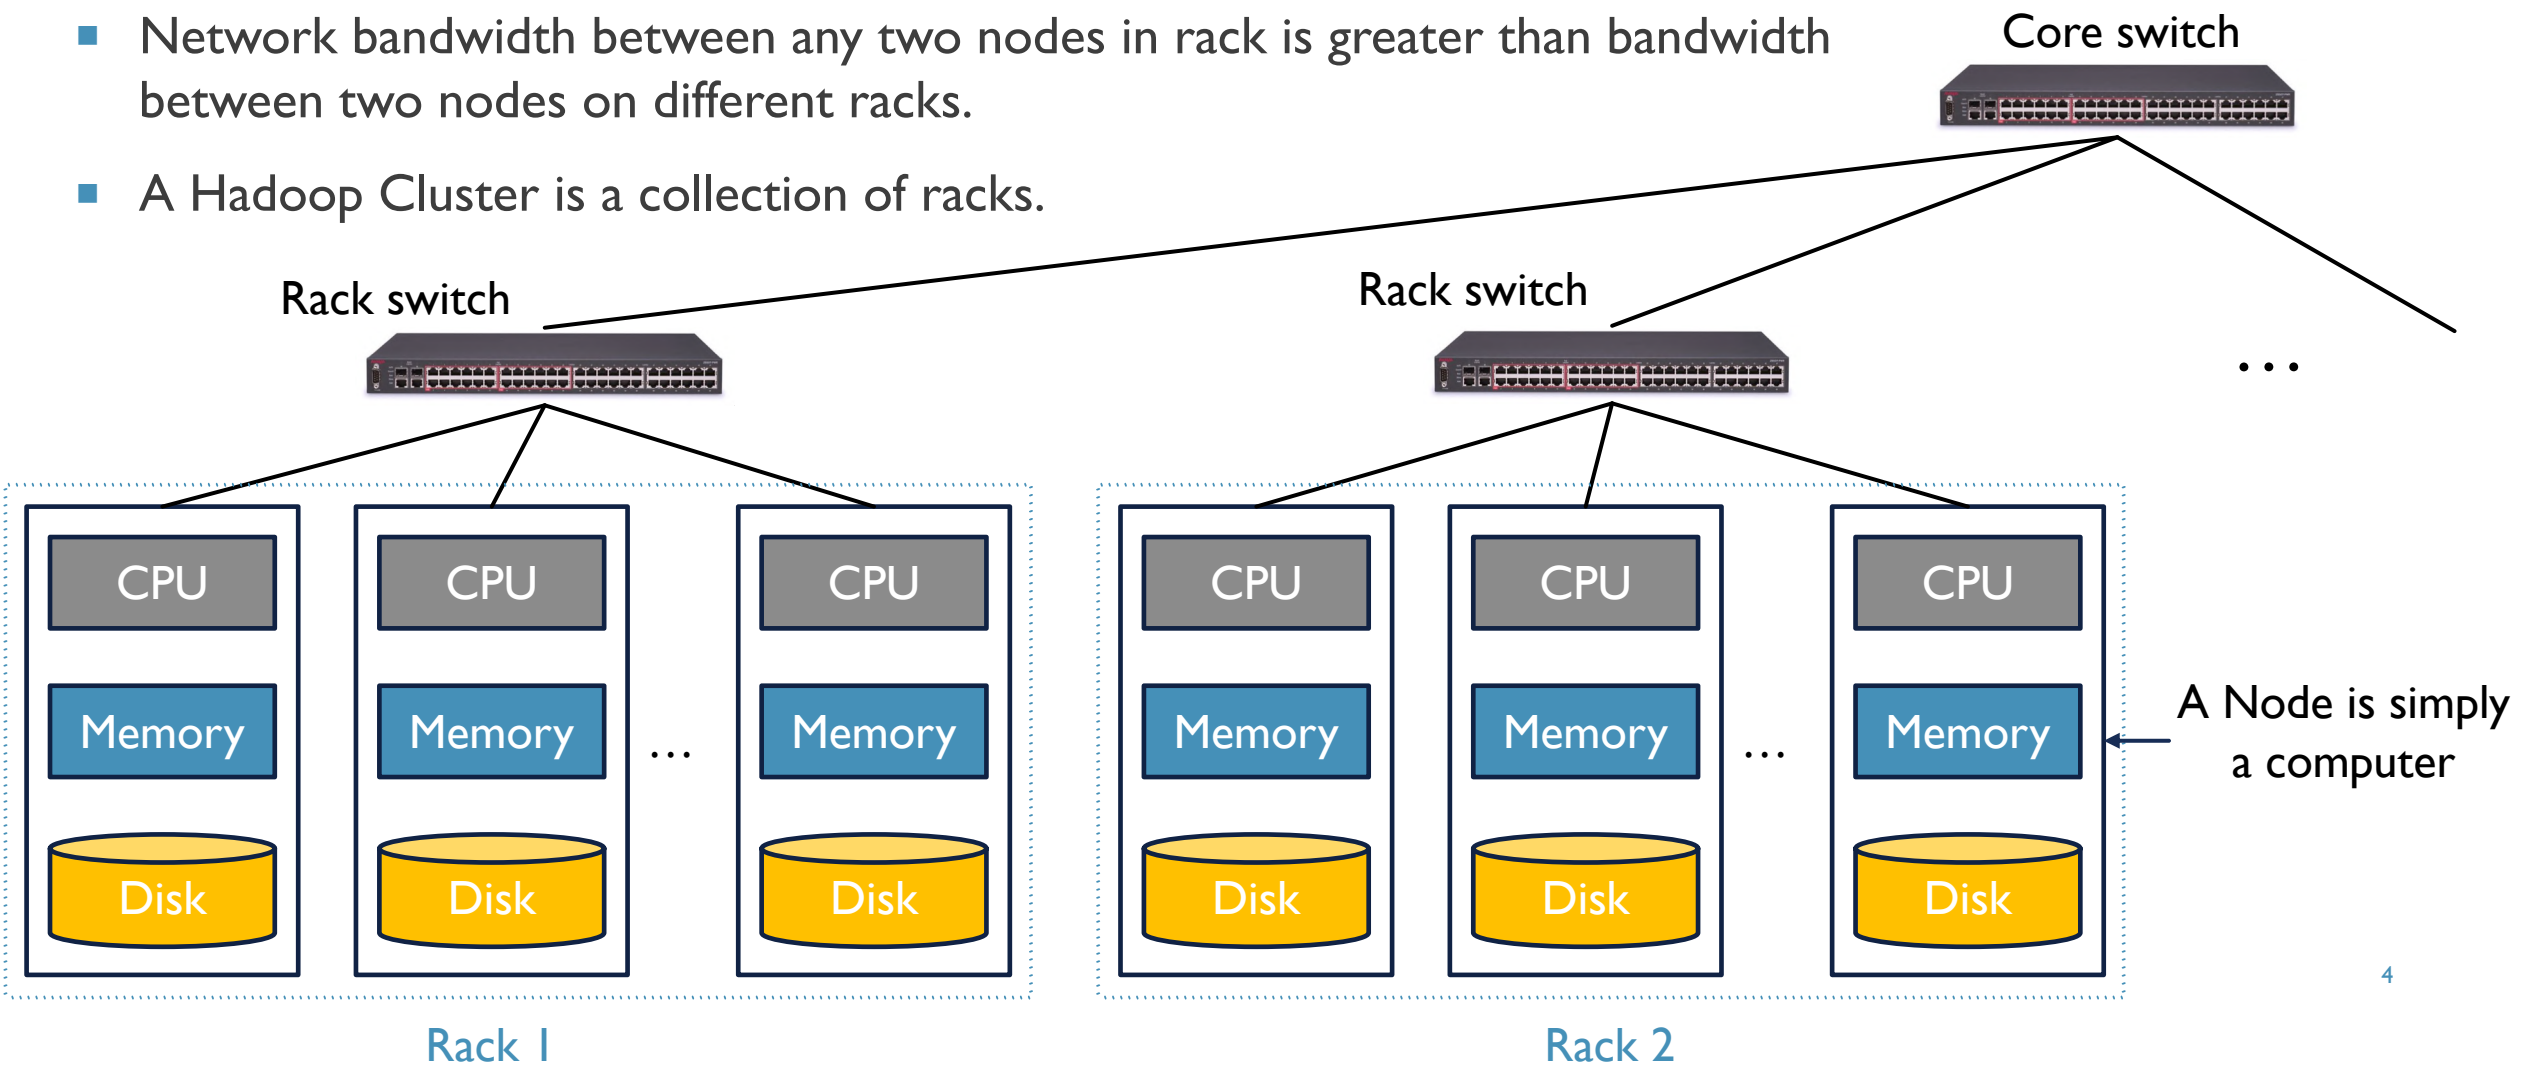 Network bandwidth between any two nodes in rack is greater than bandwidth
between two nodes on different racks.
A Hadoop Cluster is a collection of racks.
Core switch
Rack switch
Rack switch
…
CPU
CPU
CPU
CPU
CPU
CPU
Memory
Memory
…
Memory
Memory
Memory
…
Memory
A Node is simply
a computer
Disk
Disk
Disk
Disk
Disk
Disk
4
Rack 1
Rack 2